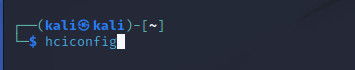 ┌──(kali㉿kali)-[~]
└─$ hciconfig